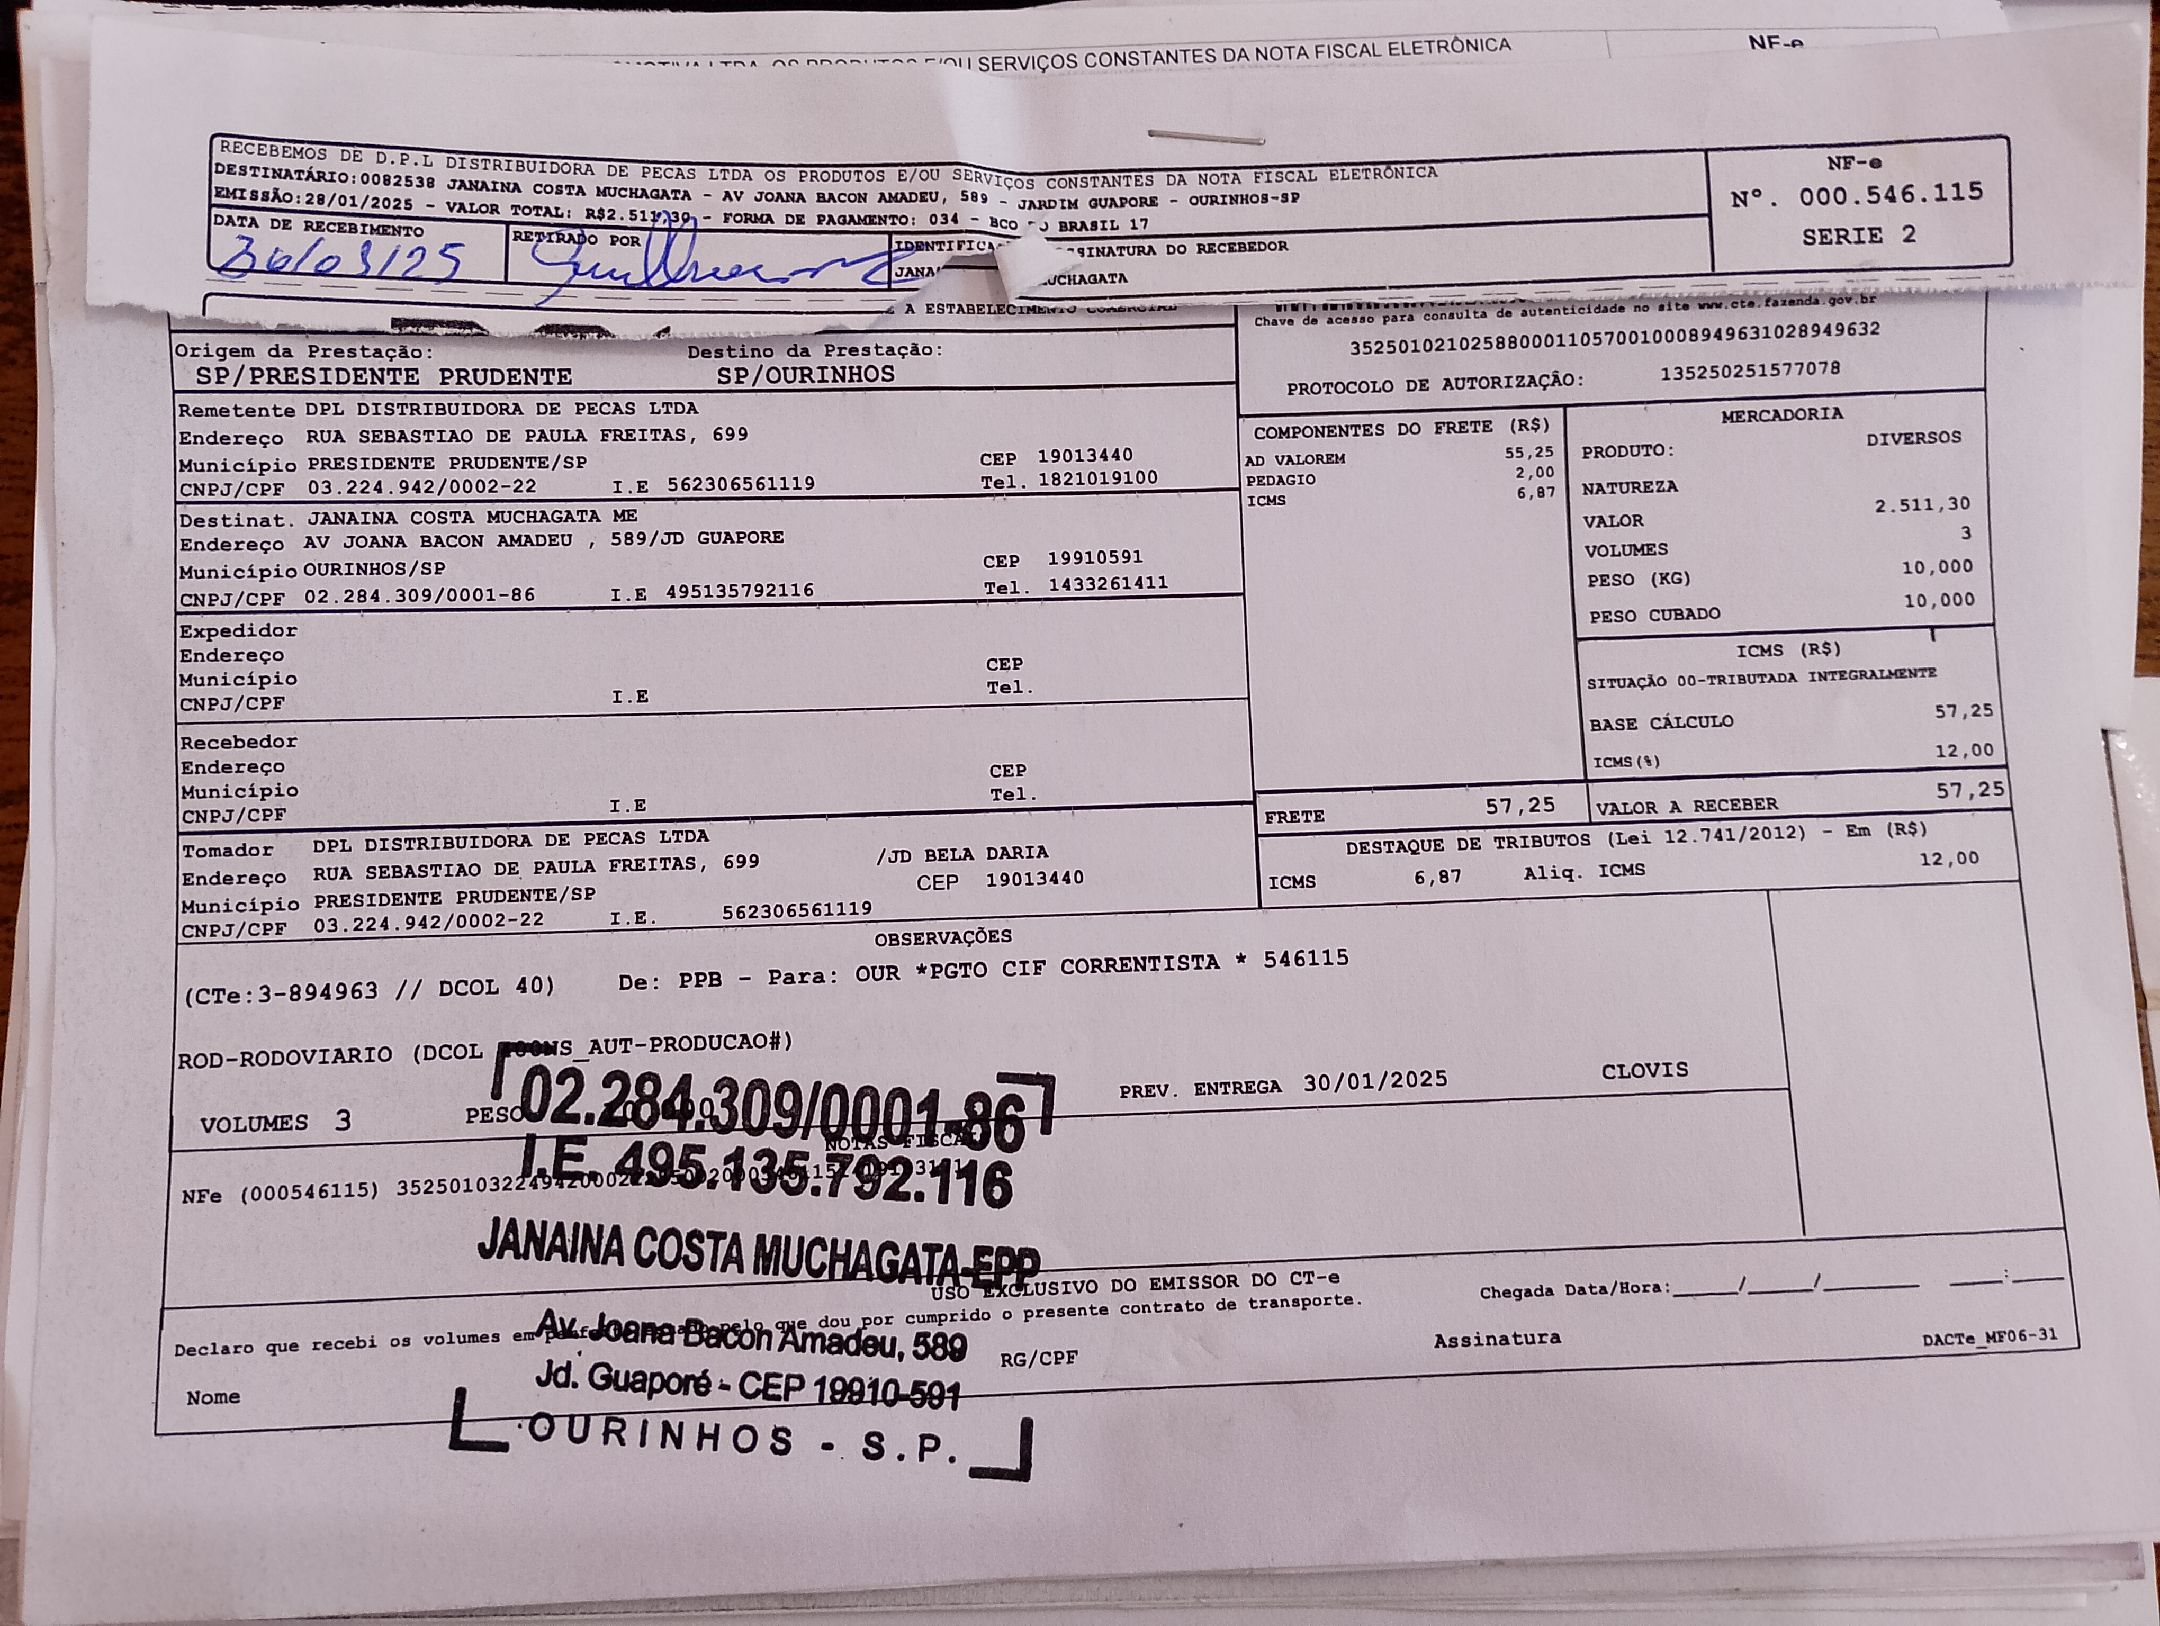 E/OU SERVIÇOS CONSTANTES DA NOTA FISCAL ELETRÔNICA
NF-e
RECEBEMOS DE D.P.L DISTRIBUIDORA DE PECAS LTDA OS PRODUTOS E/OU SERVIÇOS CONSTANTES DA NOTA FISCAL ELETRÔNICA
DESTINATÁRIO:0082538 JANAINA COSTA MUCHAGATA - AV JOANA BACON AMADEU, 589 - JARDIM GUAPORE - OURINHOS-SP
EMISSÃO:28/01/2025 - VALOR TOTAL: R$2.511,30 - FORMA DE PAGAMENTO: 034 - BCO BRASIL 17
NF-e
Nº. 000.546.115
SERIE 2
DATA DE RECEBIMENTO
RETIRADO POR
DO RECEBEDOR
A ESTABELECIMENTO COMERCIAL
Chave de acesso para consulta de autenticidade no site www.cte.fazenda.gov.br
35250102102588000110570010008949631028949632
PROTOCOLO DE AUTORIZAÇÃO: 135250251577078
Origem da Prestação: Destino da Prestação:
SP/PRESIDENTE PRUDENTE SP/OURINHOS
Remetente DPL DISTRIBUIDORA DE PECAS LTDA
Endereço RUA SEBASTIAO DE PAULA FREITAS, 699
Município PRESIDENTE PRUDENTE/SP CEP 19013440
CNPJ/CPF 03.224.942/0002-22 I.E 562306561119 Tel. 1821019100
Destinat. JANAINA COSTA MUCHAGATA ME
Endereço AV JOANA BACON AMADEU , 589/JD GUAPORE
Município OURINHOS/SP CEP 19910591
CNPJ/CPF 02.284.309/0001-86 I.E 495135792116 Tel. 1433261411
Expedidor
Endereço
Município CEP
CNPJ/CPF I.E Tel.
Recebedor
Endereço
Município CEP
CNPJ/CPF I.E Tel.
Tomador DPL DISTRIBUIDORA DE PECAS LTDA
Endereço RUA SEBASTIAO DE PAULA FREITAS, 699 /JD BELA DARIA
Município PRESIDENTE PRUDENTE/SP CEP 19013440
CNPJ/CPF 03.224.942/0002-22 I.E. 562306561119
COMPONENTES DO FRETE (R$)
AD VALOREM 55,25
PEDAGIO 2,00
ICMS 6,87
MERCADORIA
PRODUTO: DIVERSOS
NATUREZA
VALOR 2.511,30
VOLUMES 3
PESO (KG) 10,000
PESO CUBADO 10,000
ICMS (R$)
SITUAÇÃO 00-TRIBUTADA INTEGRALMENTE
BASE CÁLCULO 57,25
ICMS(%) 12,00
FRETE 57,25 VALOR A RECEBER 57,25
DESTAQUE DE TRIBUTOS (Lei 12.741/2012) - Em (R$)
ICMS 6,87 Aliq. ICMS 12,00
OBSERVAÇÕES
(CTe:3-894963 // DCOL 40) De: PPB - Para: OUR *PGTO CIF CORRENTISTA * 546115
ROD-RODOVIARIO (DCOL AUT-PRODUCAO#)
VOLUMES 3 PESO PREV. ENTREGA 30/01/2025 CLOVIS
NOTAS
NFe (000546115)
02.284.309/0001-86
I.E. 495.135.792.116
JANAINA COSTA MUCHAGATA-EPP
Av. Joana Bacon Amadeu, 589
Jd. Guaporé - CEP 19910-591
OURINHOS - S.P.
USO EXCLUSIVO DO EMISSOR DO CT-e
Declaro que recebi os volumes em pelo que dou por cumprido o presente contrato de transporte.
Chegada Data/Hora:_____/_____/________ ____:____
Nome RG/CPF Assinatura
DACTe_MF06-31